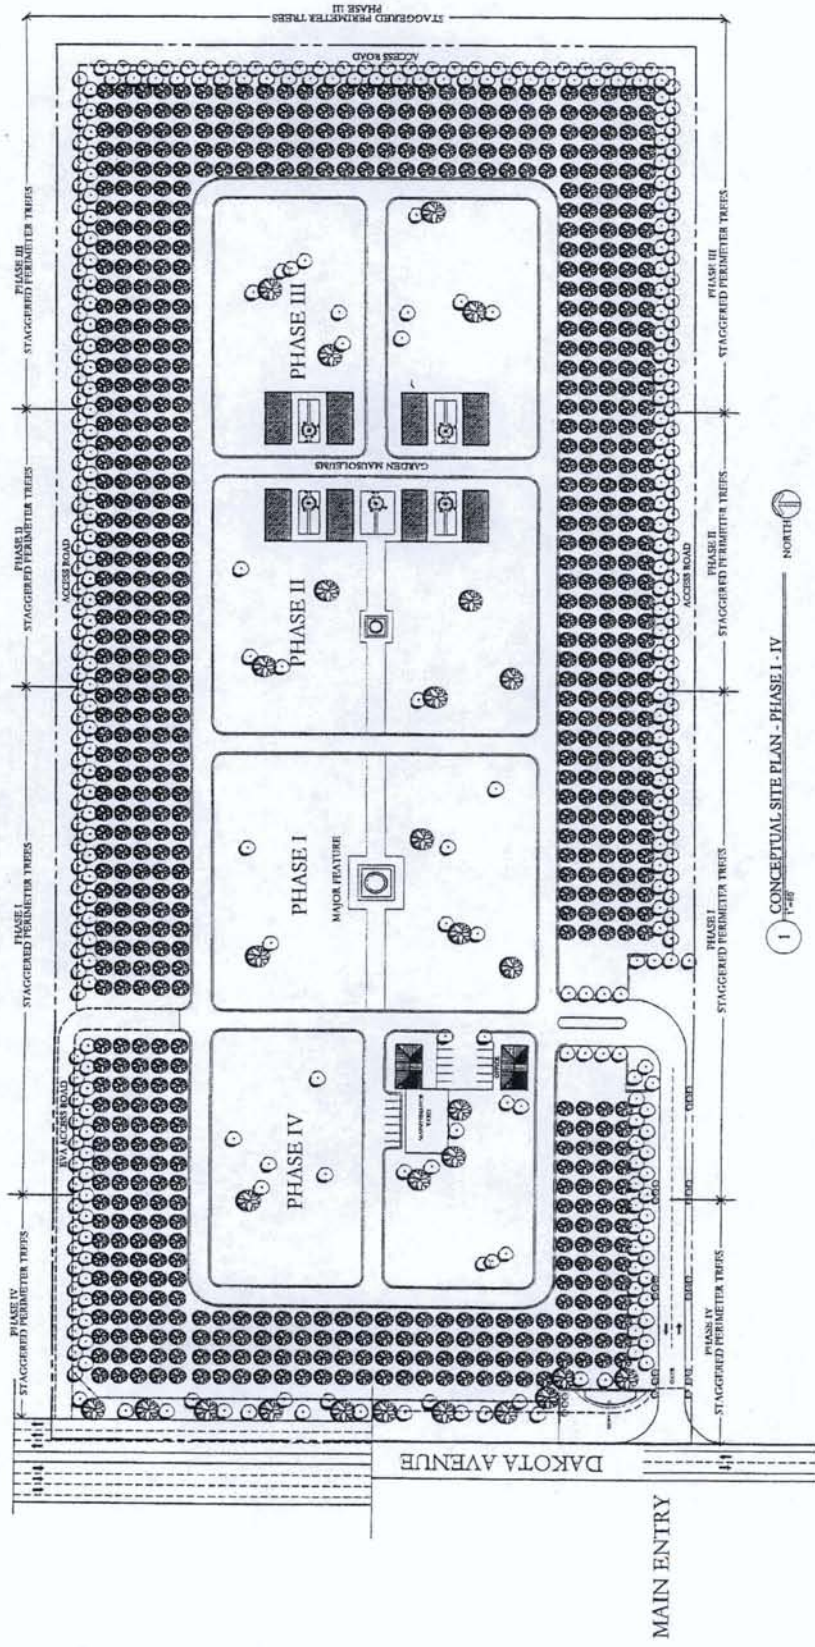 STAGGERED PERIMETER TREES
PHASE III
ACCESS ROAD
PHASE III
STAGGERED PERIMETER TREES
PHASE II
STAGGERED PERIMETER TREES
ACCESS ROAD
PHASE I
STAGGERED PERIMETER TREES
EVA ACCESS ROAD
PHASE IV
STAGGERED PERIMETER TREES
PHASE III
GARDEN MAUSOLEUMS
PHASE II
PHASE I
MAJOR FEATURE
PHASE IV
OFFICE
PHASE III
STAGGERED PERIMETER TREES
PHASE II
STAGGERED PERIMETER TREES
ACCESS ROAD
PHASE I
STAGGERED PERIMETER TREES
PHASE IV
STAGGERED PERIMETER TREES
DAKOTA AVENUE
MAIN ENTRY
1
CONCEPTUAL SITE PLAN - PHASE I - IV
NORTH